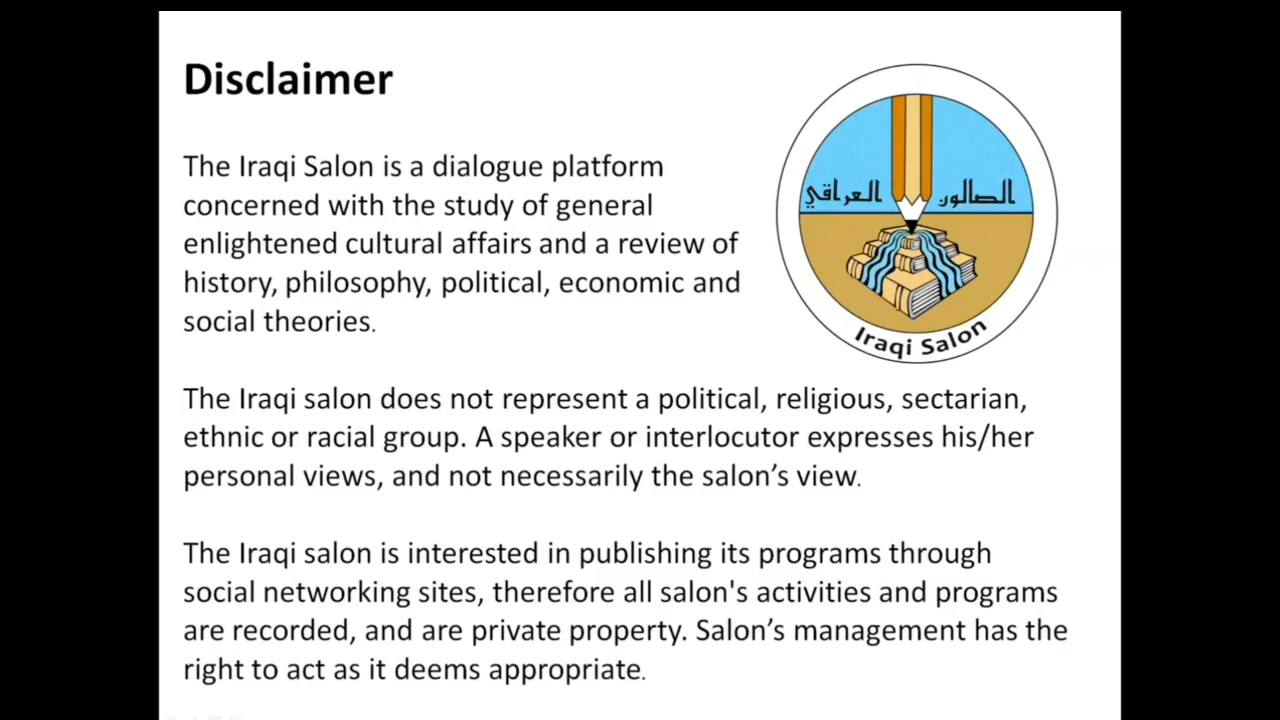 Disclaimer
The Iraqi Salon is a dialogue platform
concerned with the study of general
enlightened cultural affairs and a review of
history, philosophy, political, economic and
social theories.
الصالون العراقي
Iraqi Salon
The Iraqi salon does not represent a political, religious, sectarian,
ethnic or racial group. A speaker or interlocutor expresses his/her
personal views, and not necessarily the salon’s view.
The Iraqi salon is interested in publishing its programs through
social networking sites, therefore all salon's activities and programs
are recorded, and are private property. Salon’s management has the
right to act as it deems appropriate.